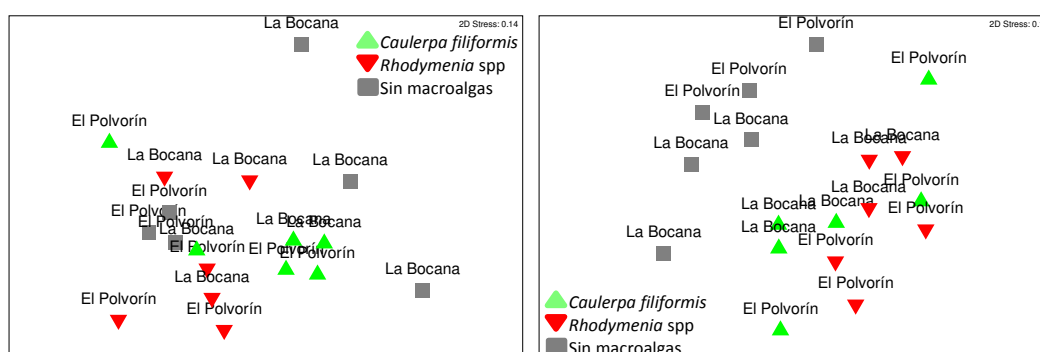 La Bocana
2D Stress: 0.14
Caulerpa filiformis
Rhodymenia spp
Sin macroalgas
El Polvorín
La Bocana
La Bocana
La Bocana
El Polvorín
El Polvorín
El Polvorín
La Bocana
La Bocana
La Bocana
El Polvorín
El Polvorín
El Polvorín
La Bocana
La Bocana
El Polvorín
El Polvorín
El Polvorín
2D Stress: 0.
El Polvorín
El Polvorín
El Polvorín
La Bocana
La Bocana
La Bocana
La Bocana
La Bocana
El Polvorín
La Bocana
La Bocana
La Bocana
El Polvorín
La Bocana
El Polvorín
El Polvorín
El Polvorín
Caulerpa filiformis
Rhodymenia spp
Sin macroalgas